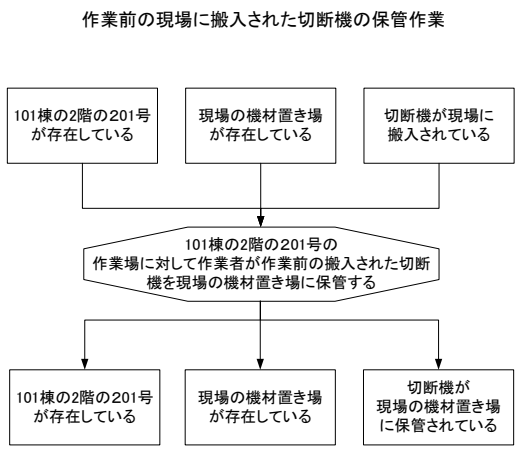 作業前の現場に搬入された切断機の保管作業
101棟の2階の201号
が存在している
現場の機材置き場
が存在している
切断機が現場に
搬入されている
101棟の2階の201号の
作業場に対して作業者が作業前の搬入された切断
機を現場の機材置き場に保管する
101棟の2階の201号
が存在している
現場の機材置き場
が存在している
切断機が
現場の機材置き場
に保管されている